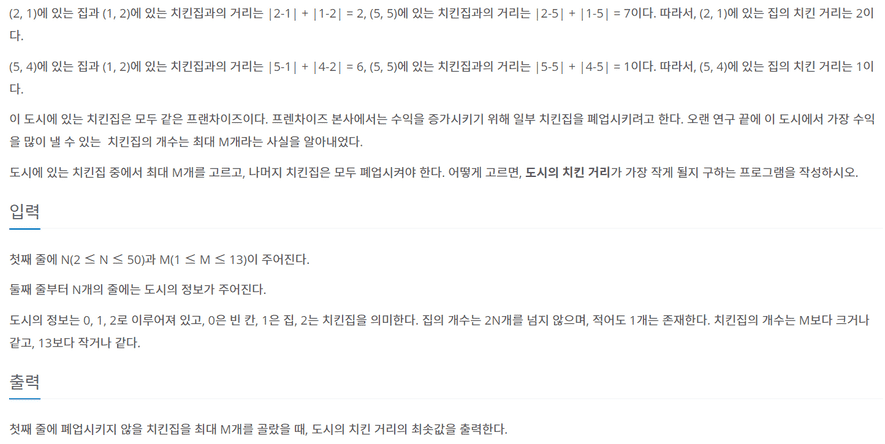 (2, 1)에 있는 집과 (1, 2)에 있는 치킨집과의 거리는 |2-1| + |1-2| = 2, (5, 5)에 있는 치킨집과의 거리는 |2-5| + |1-5| = 7이다. 따라서, (2, 1)에 있는 집의 치킨 거리는 2이
다.
(5, 4)에 있는 집과 (1, 2)에 있는 치킨집과의 거리는 |5-1| + |4-2| = 6, (5, 5)에 있는 치킨집과의 거리는 |5-5| + |4-5| = 1이다. 따라서, (5, 4)에 있는 집의 치킨 거리는 1이
다.
이 도시에 있는 치킨집은 모두 같은 프랜차이즈이다. 프렌차이즈 본사에서는 수익을 증가시키기 위해 일부 치킨집을 폐업시키려고 한다. 오랜 연구 끝에 이 도시에서 가장 수익
을 많이 낼 수 있는 치킨집의 개수는 최대 M개라는 사실을 알아내었다.
도시에 있는 치킨집 중에서 최대 M개를 고르고, 나머지 치킨집은 모두 폐업시켜야 한다. 어떻게 고르면, 도시의 치킨 거리가 가장 작게 될지 구하는 프로그램을 작성하시오.
입력
첫째 줄에 N(2 ≤ N ≤ 50)과 M(1 ≤ M ≤ 13)이 주어진다.
둘째 줄부터 N개의 줄에는 도시의 정보가 주어진다.
도시의 정보는 0, 1, 2로 이루어져 있고, 0은 빈 칸, 1은 집, 2는 치킨집을 의미한다. 집의 개수는 2N개를 넘지 않으며, 적어도 1개는 존재한다. 치킨집의 개수는 M보다 크거나
같고, 13보다 작거나 같다.
출력
첫째 줄에 폐업시키지 않을 치킨집을 최대 M개를 골랐을 때, 도시의 치킨 거리의 최솟값을 출력한다.